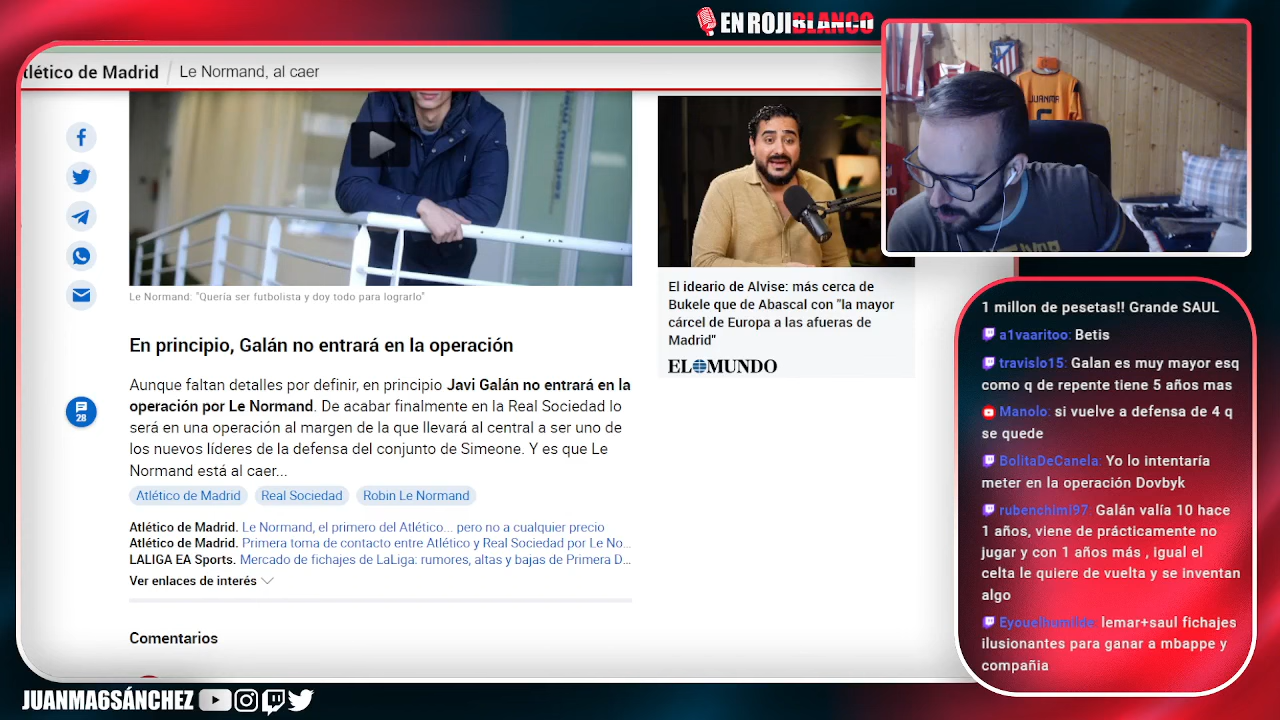 EN ROJIBLANCO
tlético de Madrid
Le Normand, al caer
JUANMA
Le Normand: "Quería ser futbolista y doy todo para lograrlo"
En principio, Galán no entrará en la operación
28
Aunque faltan detalles por definir, en principio Javi Galán no entrará en la
operación por Le Normand. De acabar finalmente en la Real Sociedad lo
será en una operación al margen de la que llevará al central a ser uno de
los nuevos líderes de la defensa del conjunto de Simeone. Y es que Le
Normand está al caer...
Atlético de Madrid
Real Sociedad
Robin Le Normand
Atlético de Madrid. Le Normand, el primero del Atlético... pero no a cualquier precio
Atlético de Madrid. Primera toma de contacto entre Atlético y Real Sociedad por Le No...
LALIGA EA Sports. Mercado de fichajes de LaLiga: rumores, altas y bajas de Primera D...
Ver enlaces de interés
Comentarios
El ideario de Alvise: más cerca de
Bukele que de Abascal con "la mayor
cárcel de Europa a las afueras de
Madrid"
EL MUNDO
1 millon de pesetas!! Grande SAUL
a1vaaritoo: Betis
travislo15: Galan es muy mayor esq
como q de repente tiene 5 años mas
Manolo: si vuelve a defensa de 4 q
se quede
BolitaDeCanela: Yo lo intentaría
meter en la operación Dovbyk
rubenchimi97: Galán valía 10 hace
1 años, viene de prácticamente no
jugar y con 1 años más , igual el
celta le quiere de vuelta y se inventan
algo
Eyouelhumilde: lemar+saul fichajes
ilusionantes para ganar a mbappe y
compañia
JUANMA6SÁNCHEZ